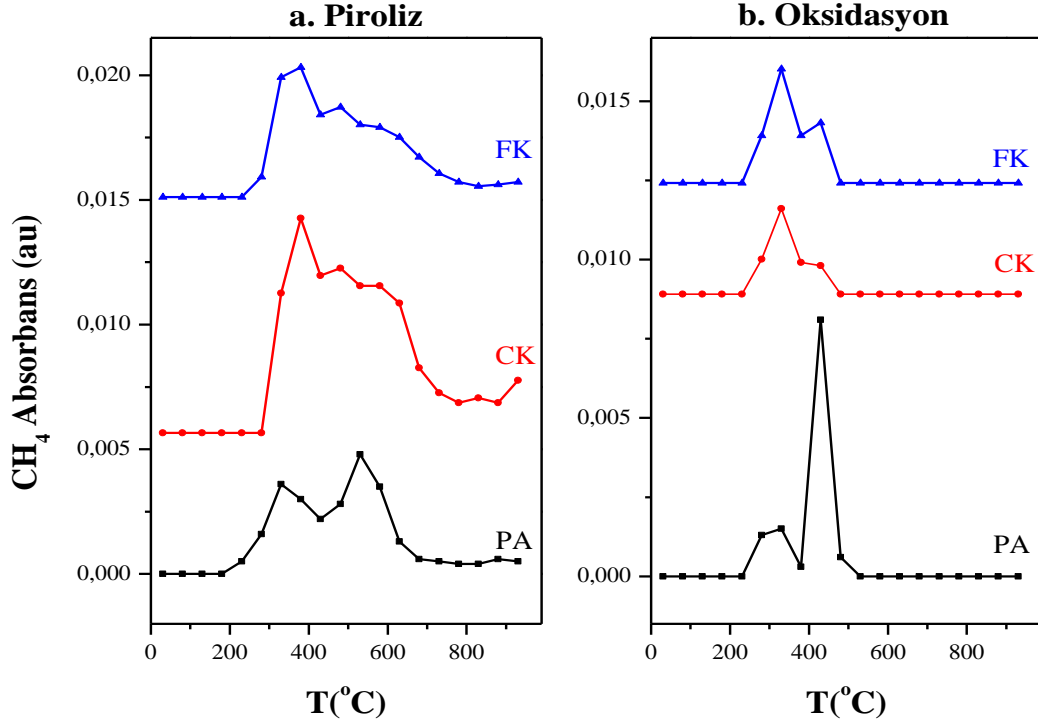 a. Piroliz
b. Oksidasyon
CH4 Absorbans (au)
0,020
0,015
0,010
0,005
0,000
FK
CK
PA
0 200 400 600 800
T(oC)
0,015
0,010
0,005
0,000
FK
CK
PA
0 200 400 600 800
T(oC)